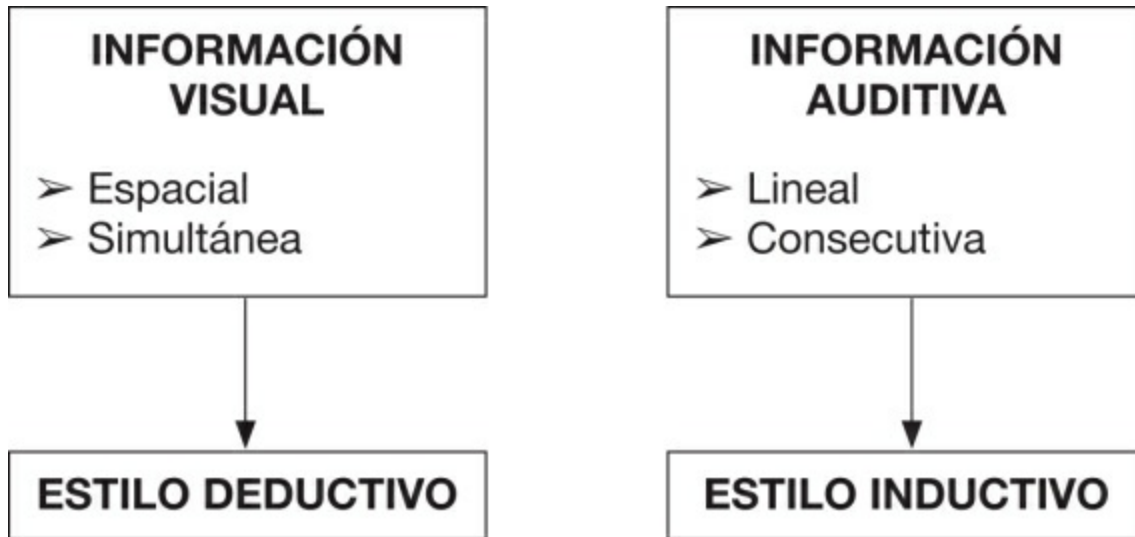 INFORMACIÓN
VISUAL
➢ Espacial
➢ Simultánea
ESTILO DEDUCTIVO
INFORMACIÓN
AUDITIVA
➢ Lineal
➢ Consecutiva
ESTILO INDUCTIVO